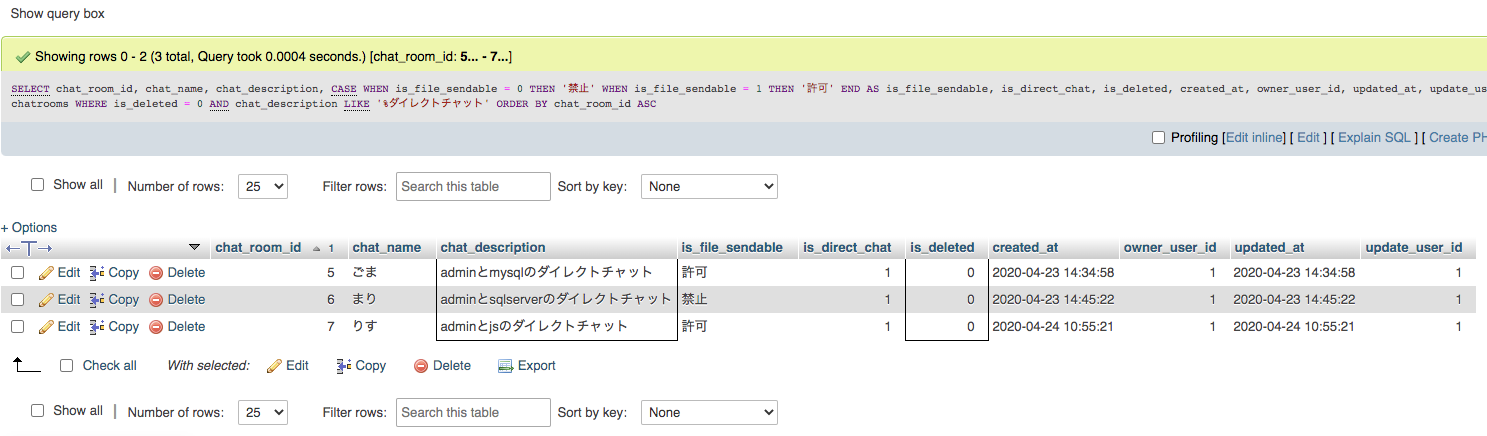 Show query box
Showing rows 0 - 2 (3 total, Query took 0.0004 seconds.) [chat_room_id: 5... - 7...]
SELECT chat_room_id, chat_name, chat_description, CASE WHEN is_file_sendable = 0 THEN '禁止' WHEN is_file_sendable = 1 THEN '許可' END AS is_file_sendable, is_direct_chat, is_deleted, created_at, owner_user_id, updated_at, update_us
chatrooms WHERE is_deleted = 0 AND chat_description LIKE '%ダイレクトチャット' ORDER BY chat_room_id ASC
Profiling [Edit inline] [ Edit ] [ Explain SQL ] [ Create PH
Show all | Number of rows: 25 Filter rows: Search this table Sort by key: None
+ Options
←T→ chat_room_id 1 chat_name chat_description is_file_sendable is_direct_chat is_deleted created_at owner_user_id updated_at update_user_id
Edit Copy Delete 5 ごま adminとmysqlのダイレクトチャット 許可 1 0 2020-04-23 14:34:58 1 2020-04-23 14:34:58 1
Edit Copy Delete 6 まり adminとsqlserverのダイレクトチャット 禁止 1 0 2020-04-23 14:45:22 1 2020-04-23 14:45:22 1
Edit Copy Delete 7 りす adminとjsのダイレクトチャット 許可 1 0 2020-04-24 10:55:21 1 2020-04-24 10:55:21 1
Check all With selected: Edit Copy Delete Export
Show all | Number of rows: 25 Filter rows: Search this table Sort by key: None